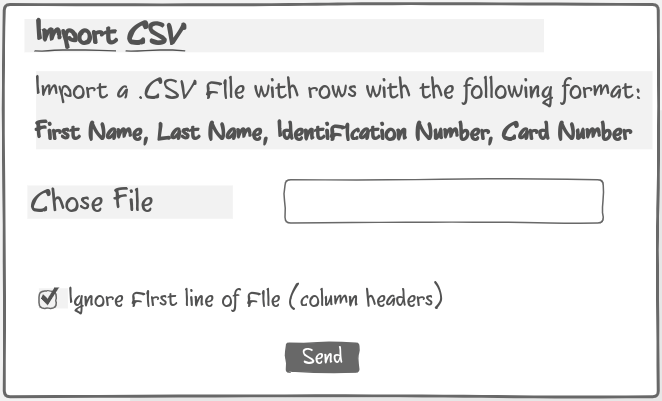 Import CSV
Import a .CSV File with rows with the following format:
First Name, Last Name, Identification Number, Card Number
Chose File
Ignore First line of File (column headers)
Send